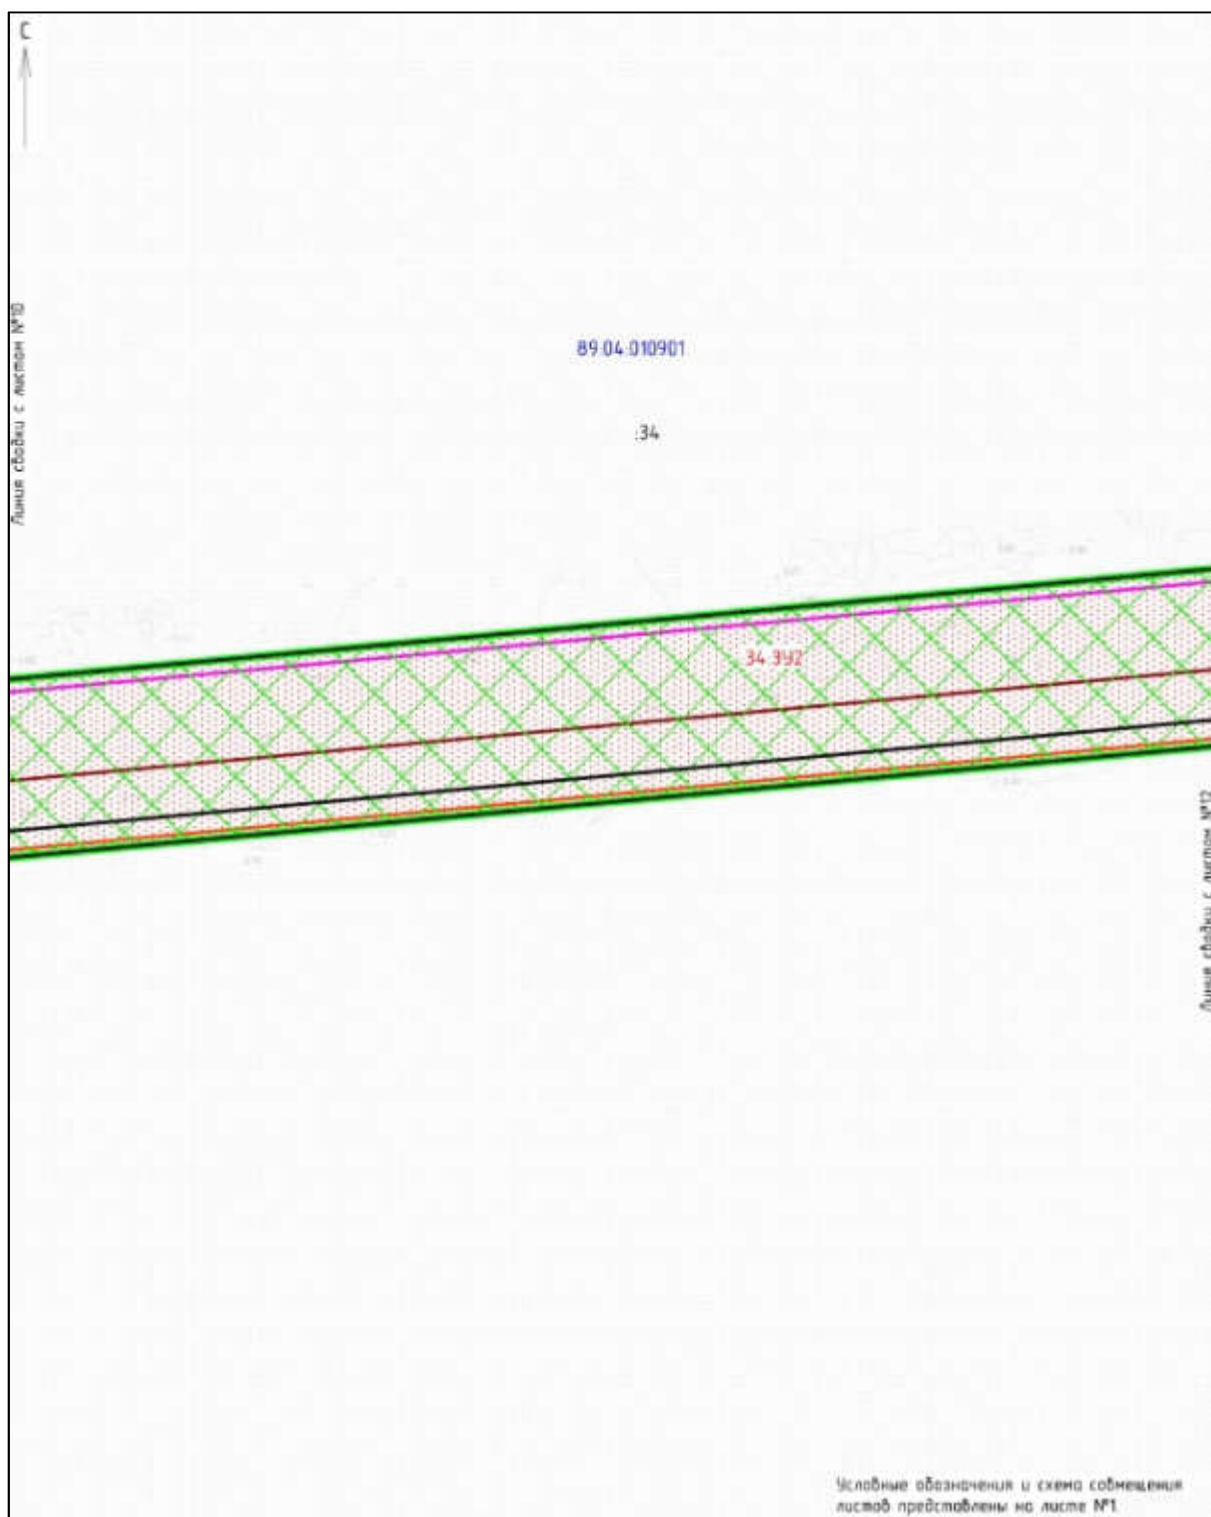 С
Линия сводки с листом №10
89:04:010901
:34
:34:ЗУ2
Линия сводки с листом №12
Условные обозначения и схема совмещения
листов представлены на листе №1.